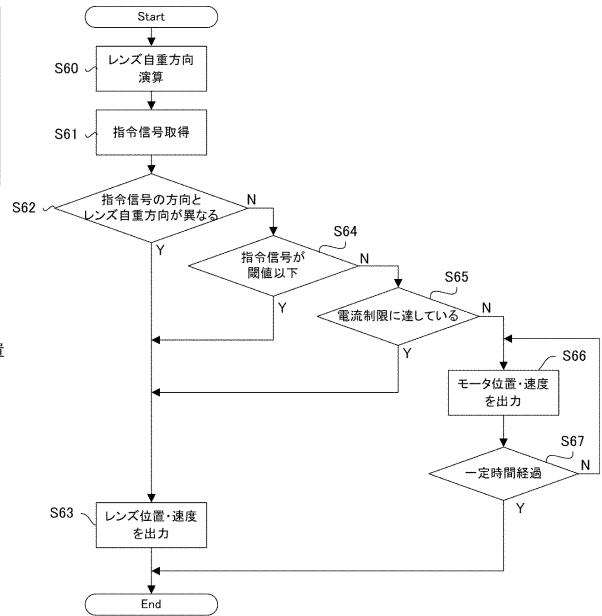 Start
S60
レンズ自重方向
演算
S61
指令信号取得
S62
指令信号の方向と
レンズ自重方向が異なる
N
Y
S64
指令信号が
閾値以下
N
Y
S65
電流制限に達している
N
Y
置
S66
モータ位置・速度
を出力
S67
一定時間経過
N
Y
S63
レンズ位置・速度
を出力
End